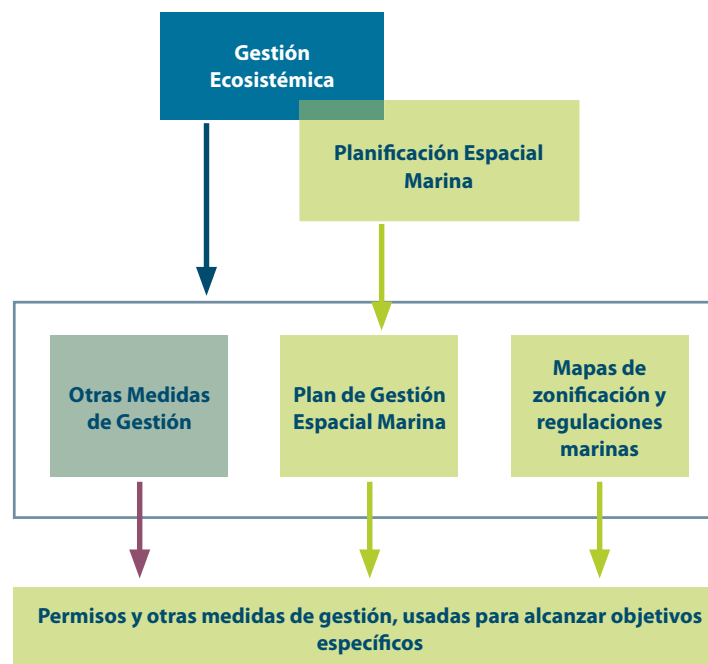 Gestión
Ecosistémica
Planificación Espacial
Marina
Otras Medidas
de Gestión
Plan de Gestión
Espacial Marina
Mapas de
zonificación y
regulaciones
marinas
Permisos y otras medidas de gestión, usadas para alcanzar objetivos
específicos